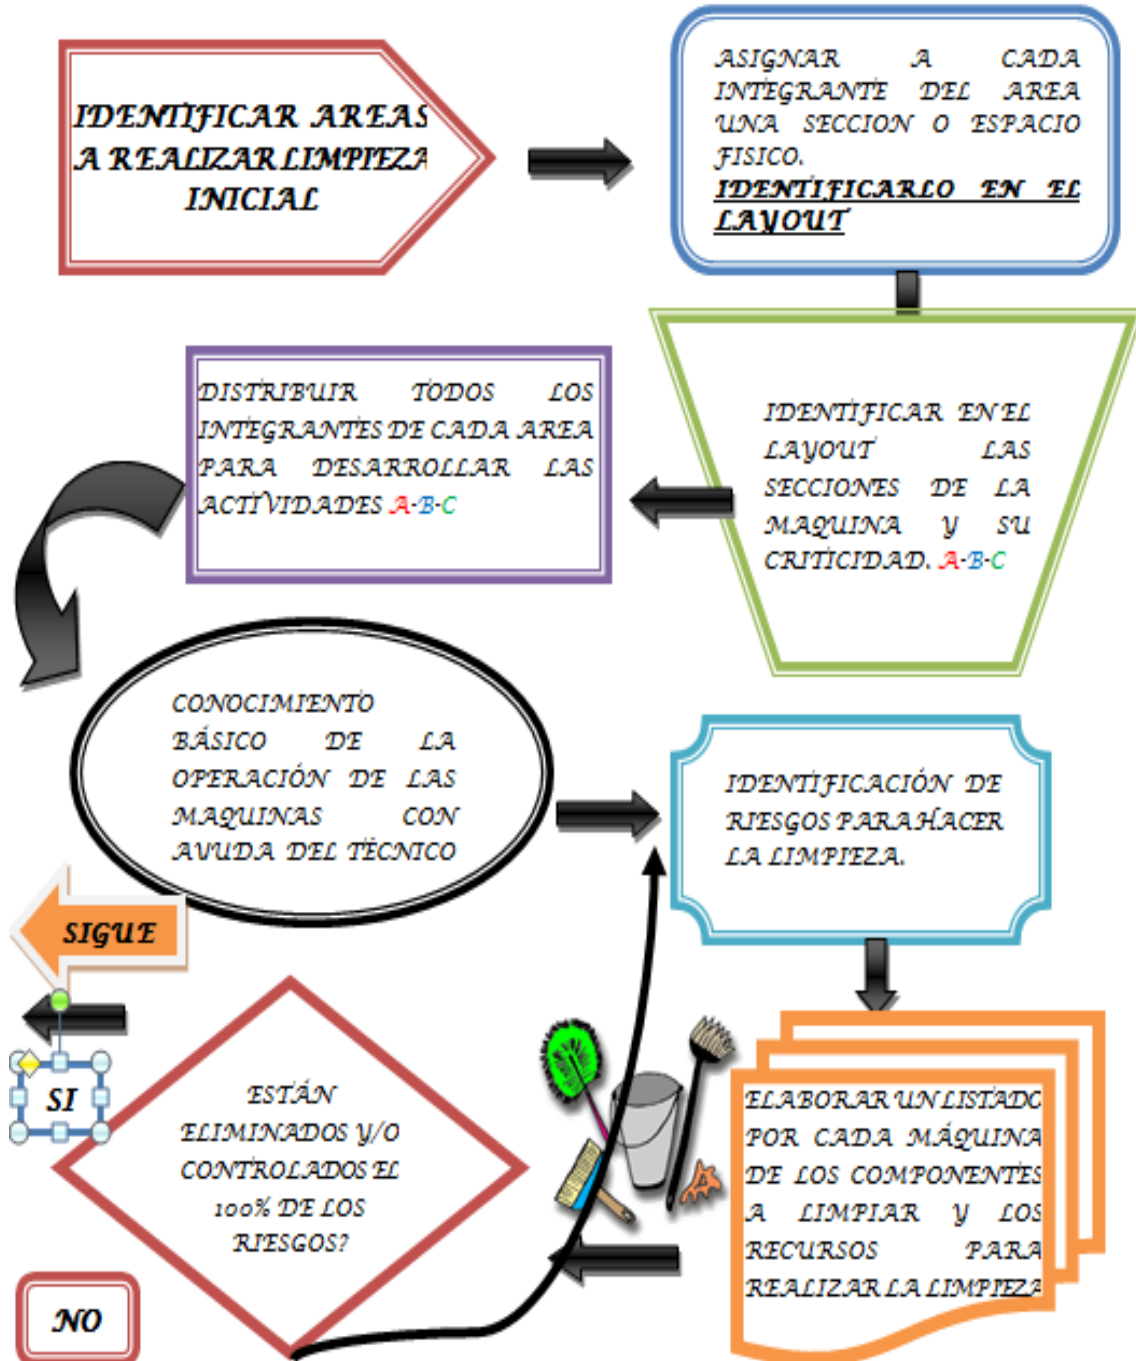 IDENTIFICAR AREAS
A REALIZAR LIMPIEZA
INICIAL
ASIGNAR A CADA
INTEGRANTE DEL AREA
UNA SECCION O ESPACIO
FISICO.
IDENTIFICARLO EN EL
LAYOUT
IDENTIFICAR EN EL
LAYOUT LAS
SECCIONES DE LA
MAQUINA Y SU
CRITICIDAD. A-B-C
DISTRIBUIR TODOS LOS
INTEGRANTES DE CADA AREA
PARA DESARROLLAR LAS
ACTIVIDADES A-B-C
CONOCIMIENTO
BÁSICO DE LA
OPERACIÓN DE LAS
MAQUINAS CON
AYUDA DEL TÉCNICO
IDENTIFICACIÓN DE
RIESGOS PARA HACER
LA LIMPIEZA.
ELABORAR UN LISTADO
POR CADA MÁQUINA
DE LOS COMPONENTES
A LIMPIAR Y LOS
RECURSOS PARA
REALIZAR LA LIMPIEZA
ESTÁN
ELIMINADOS Y/O
CONTROLADOS EL
100% DE LOS
RIESGOS?
SIGUE
SI
NO